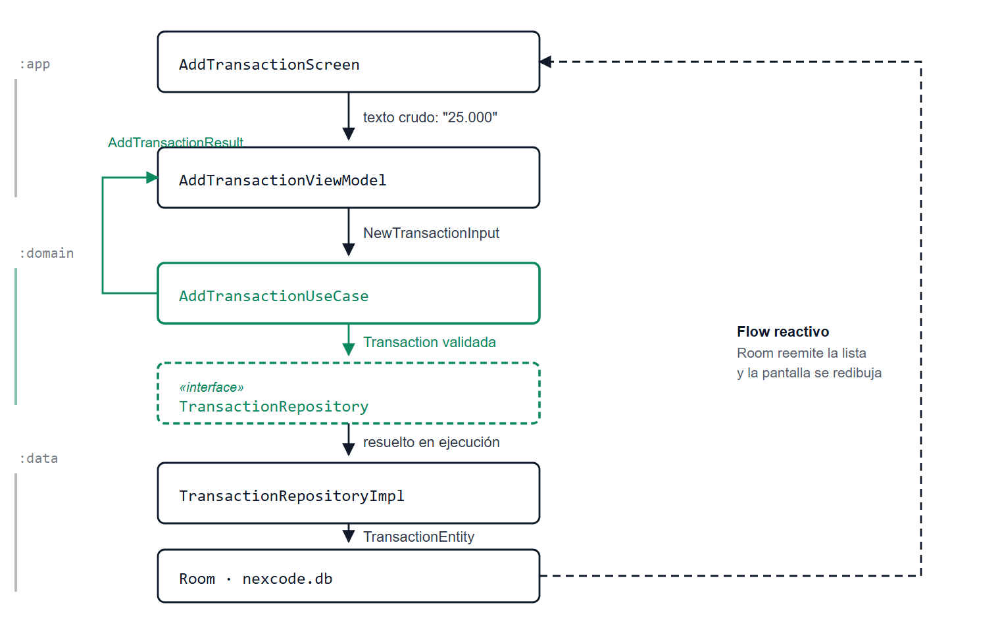 :app
AddTransactionScreen
texto crudo: "25.000"
AddTransactionResult
AddTransactionViewModel
NewTransactionInput
:domain
AddTransactionUseCase
Transaction validada
Flow reactivo
Room reemite la lista
y la pantalla se redibuja
«interface»
TransactionRepository
resuelto en ejecución
:data
TransactionRepositoryImpl
TransactionEntity
Room · nexcode.db